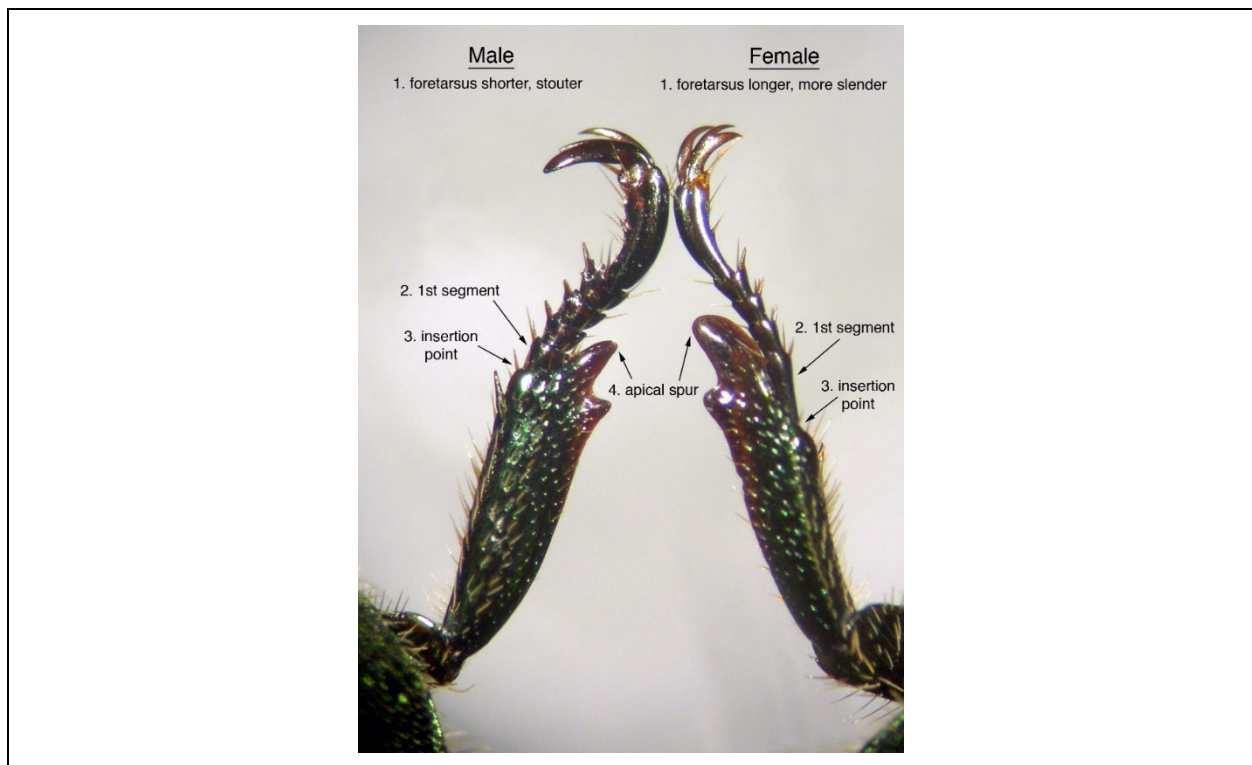 Male
1. foretarsus shorter, stouter
2. 1st segment
3. insertion
point
Female
1. foretarsus longer, more slender
4. apical spur
2. 1st segment
3. insertion
point